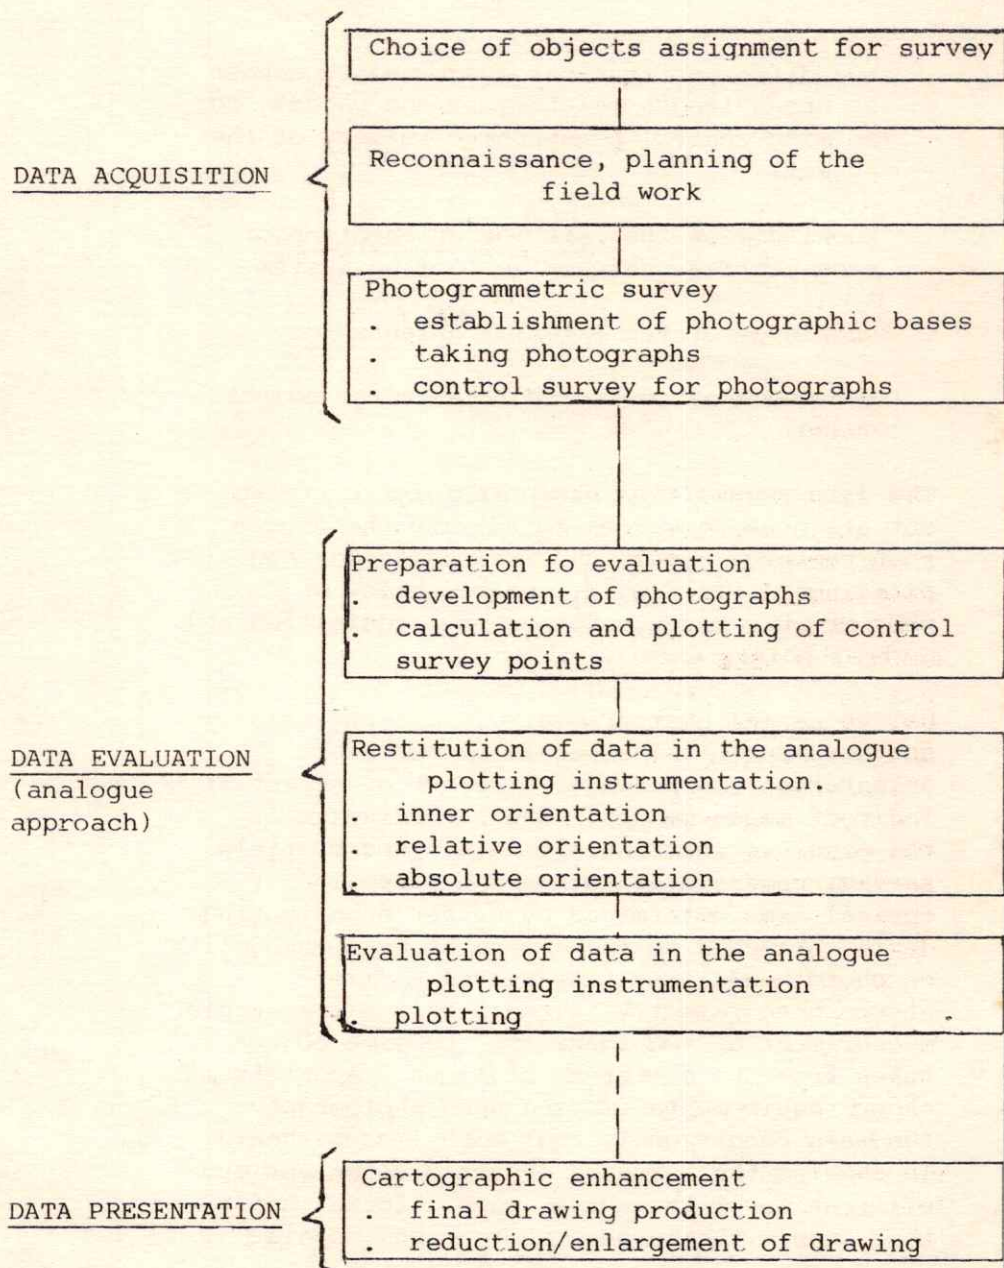 Choice of objects assignment for survey
DATA ACQUISITION
Reconnaissance, planning of the
field work
Photogrammetric survey
. establishment of photographic bases
. taking photographs
. control survey for photographs
Preparation fo evaluation
. development of photographs
. calculation and plotting of control
survey points
DATA EVALUATION
(analogue
approach)
Restitution of data in the analogue
plotting instrumentation.
. inner orientation
. relative orientation
. absolute orientation
Evaluation of data in the analogue
plotting instrumentation
. plotting
DATA PRESENTATION
Cartographic enhancement
. final drawing production
. reduction/enlargement of drawing